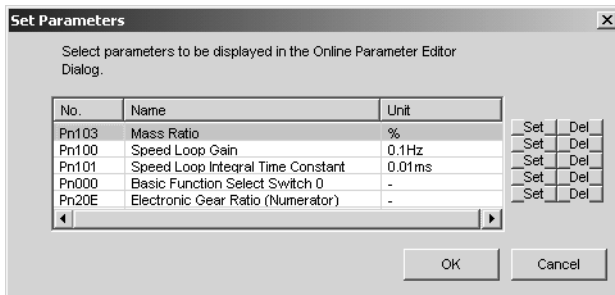 Set Parameters
Select parameters to be displayed in the Online Parameter Editor
Dialog.
No. Name Unit
Pn103 Mass Ratio % Set Del
Pn100 Speed Loop Gain 0.1Hz Set Del
Pn101 Speed Loop Integral Time Constant 0.01ms Set Del
Pn000 Basic Function Select Switch 0 - Set Del
Pn20E Electronic Gear Ratio (Numerator) - Set Del
OK Cancel